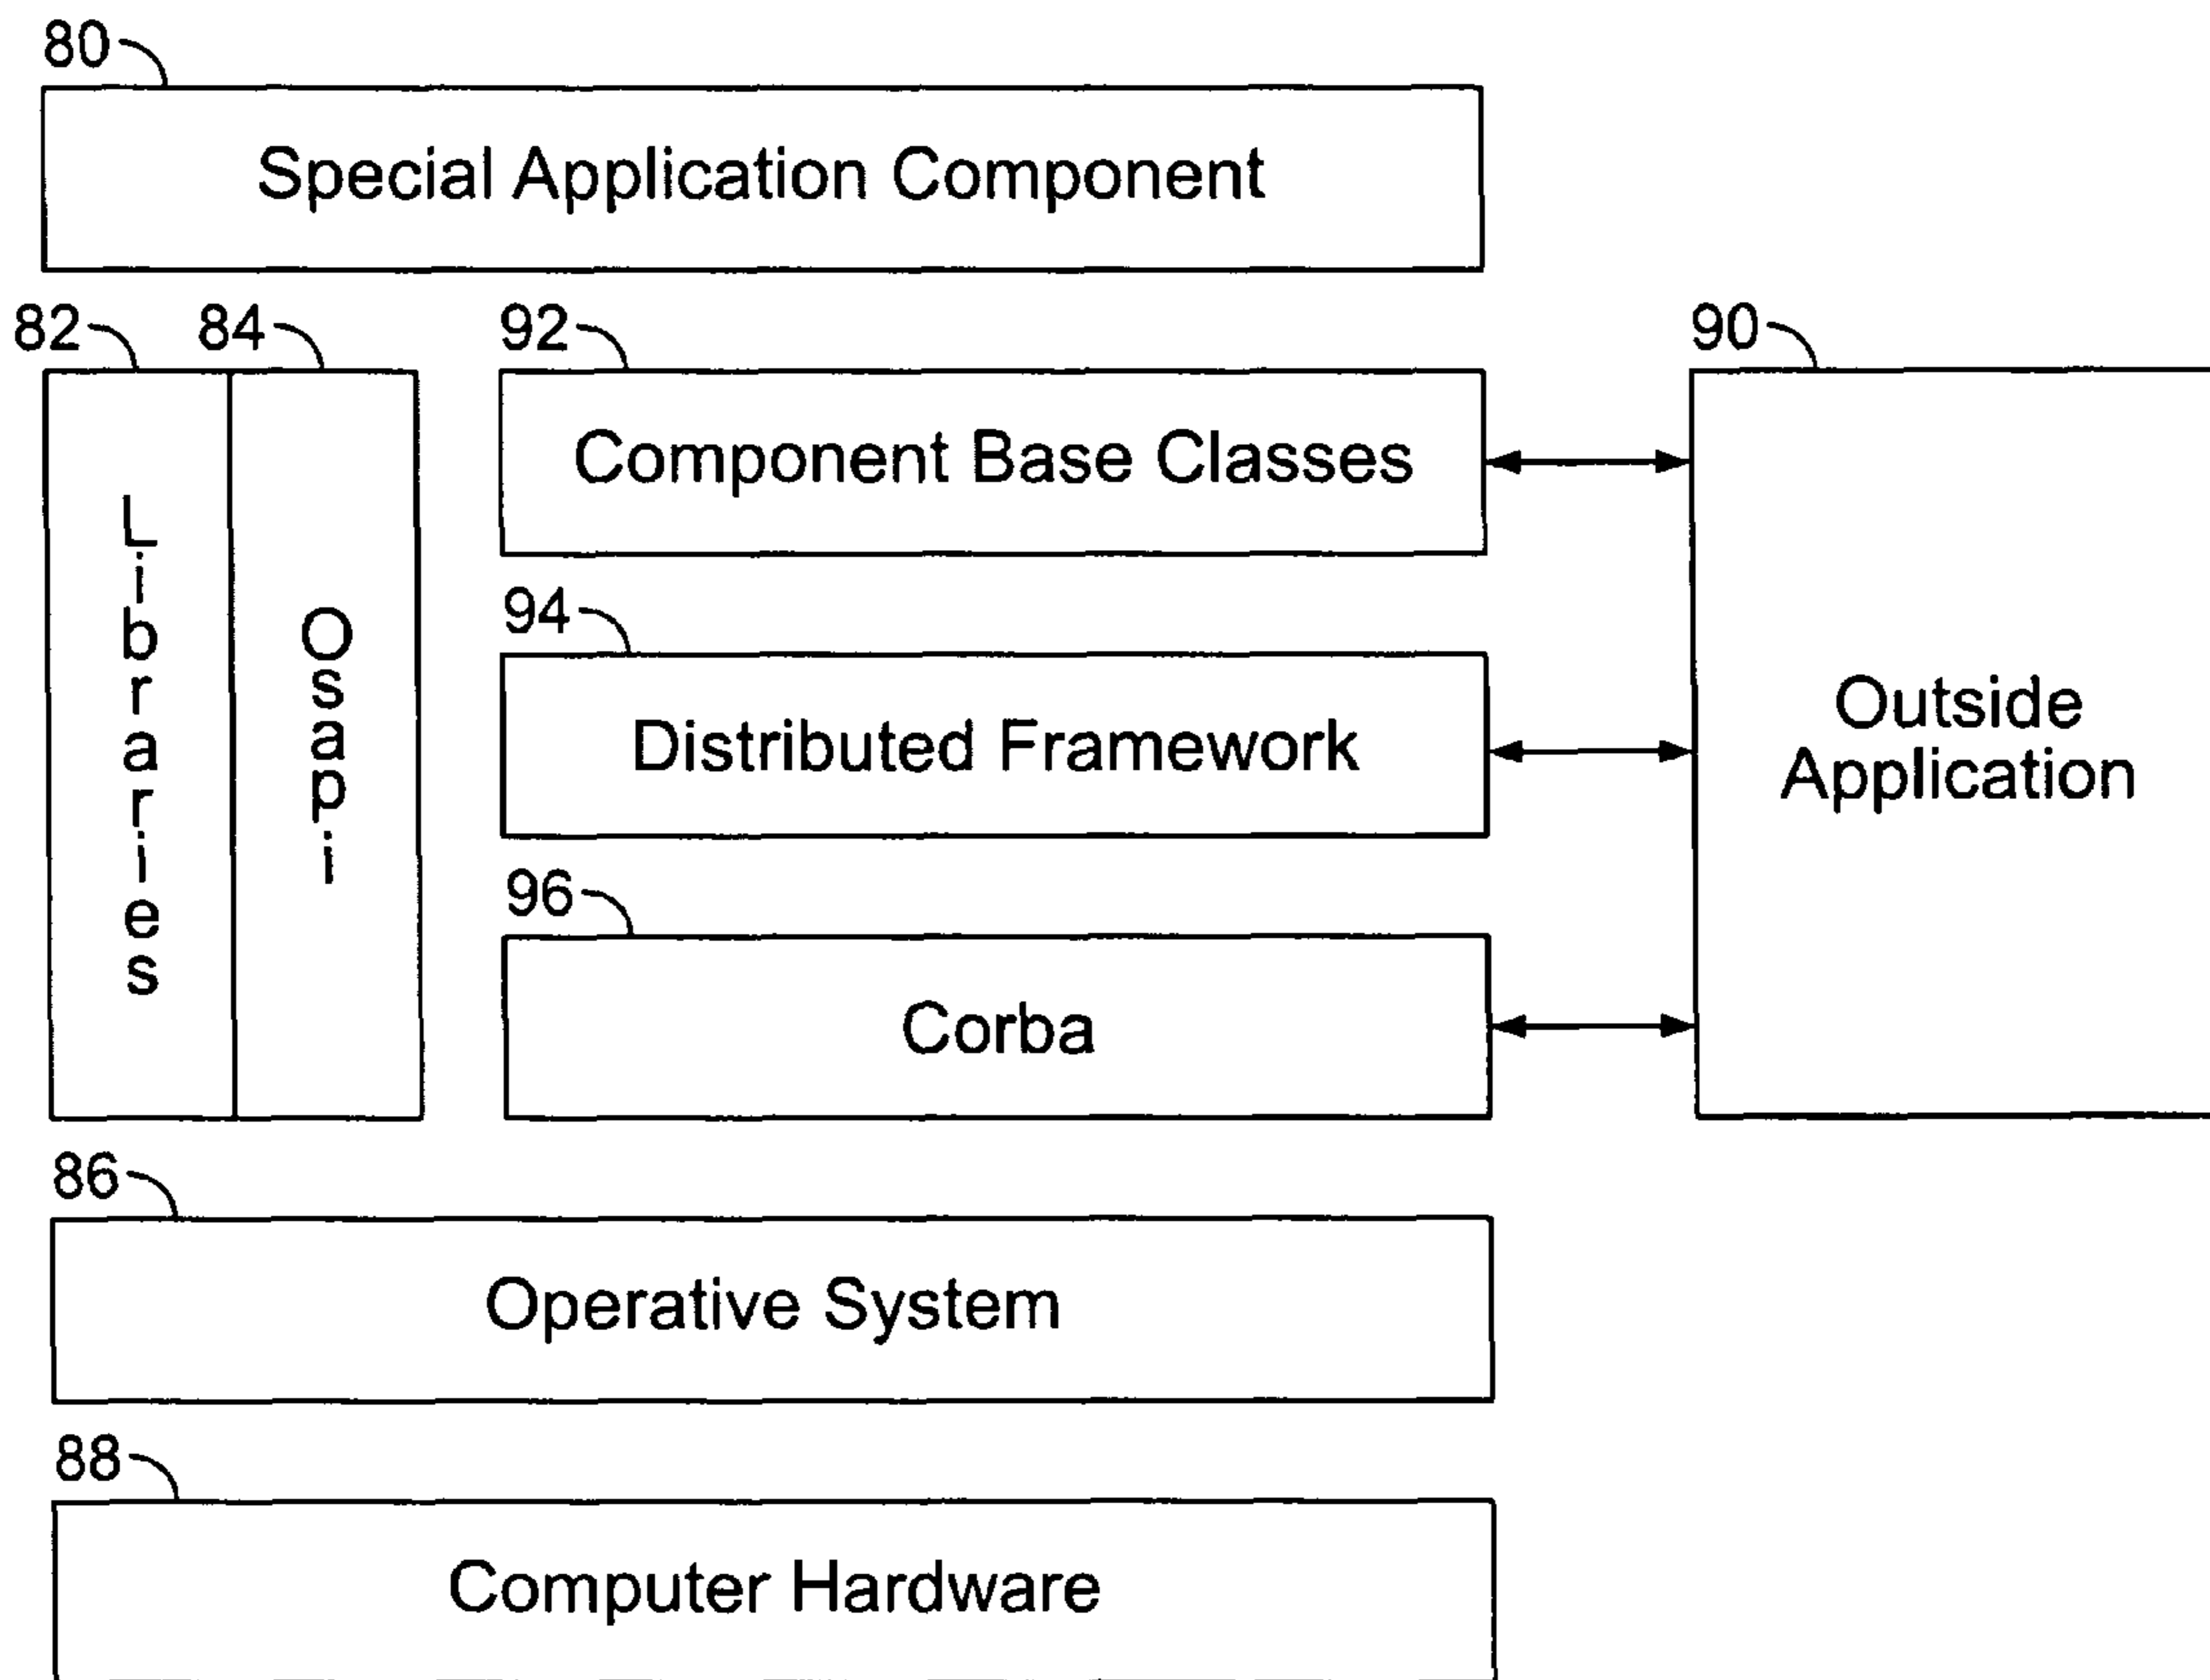 80
Special Application Component
82
84
92
90
Libraries
Osapi
Component Base Classes
94
Distributed Framework
Outside
Application
96
Corba
86
Operative System
88
Computer Hardware